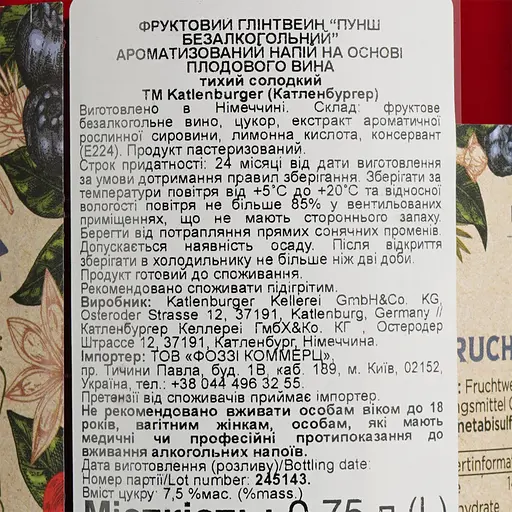 ФРУКТОВИЙ ГЛІНТВЕЙН "ПУНШ
БЕЗАЛКОГОЛЬНИЙ"
АРОМАТИЗОВАНИЙ НАПІЙ НА ОСНОВІ
ПЛОДОВОГО ВИНА
тихий солодкий
ТМ Katlenburger (Катленбургер)
Виготовлено в Німеччині. Склад: фруктове
безалкогольне вино, цукор, екстракт ароматичної
рослинної сировини, лимонна кислота, консервант
(Е224). Продукт пастеризований.
Строк придатності: 24 місяці від дати виготовлення
за умови дотримання правил зберігання. Зберігати за
температури повітря від +5°С до +20°С та відносної
вологості повітря не більше 85% у вентильованих
приміщеннях, що не мають стороннього запаху.
Берегти від потрапляння прямих сонячних променів.
Допускається наявність осаду. Після відкриття
зберігати в холодильнику не більше ніж дві доби.
Продукт готовий до споживання.
Рекомендовано споживати підігрітим.
Виробник: Katlenburger Kellerei GmbH&Co. KG,
Osteroder Strasse 12, 37191, Katlenburg, Germany //
Катленбургер Келлереі ГмбХ&Ко. КГ , Остеродер
Штрассе 12, 37191, Катленбург, Німеччина.
Імпортер: ТОВ «ФОЗЗІ КОММЕРЦ»,
пр. Тичини Павла, буд. 1В, каб. 189, м. Київ, 02152,
Україна, тел.: +38 044 496 32 55.
Претензії від споживачів приймає імпортер.
Не рекомендовано вживати особам віком до 18
років, вагітним жінкам, особам, які мають
медичні чи професійні протипоказання до
вживання алкогольних напоїв.
Дата виготовлення (розливу)/Bottling date:
Номер партії/Lot number: 245143.
Вміст цукру: 7,5 %мас. (%mass.)
Місткість: 0,75 л (L)
RUCH
: Fruchtwe
ngsmittel
metabisulf
ertinformat
hydrate